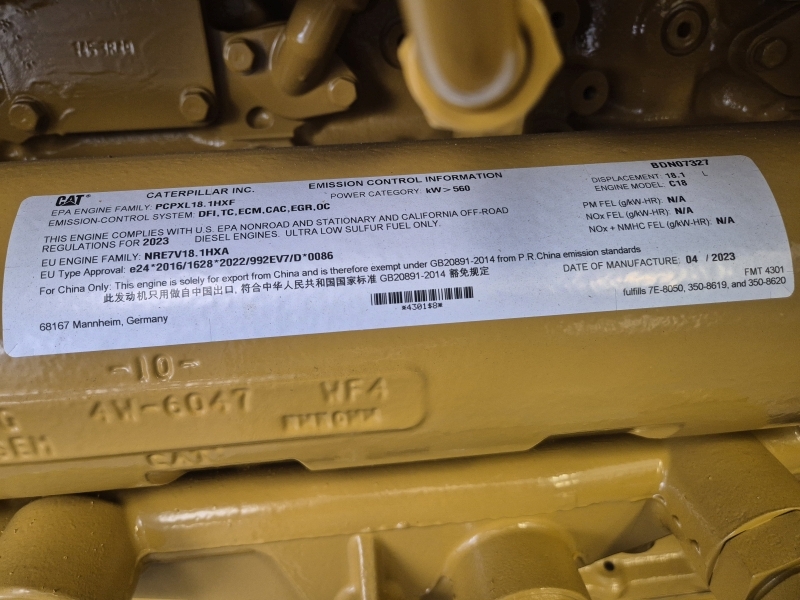 BDN07327
CAT® CATERPILLAR INC. EMISSION CONTROL INFORMATION
EPA ENGINE FAMILY: PCPXL18.1HXF POWER CATEGORY: kW > 560 DISPLACEMENT: 18.1 L
EMISSION-CONTROL SYSTEM: DFI,TC,ECM,CAC,EGR,OC ENGINE MODEL: C18
THIS ENGINE COMPLIES WITH U.S. EPA NONROAD AND STATIONARY AND CALIFORNIA OFF-ROAD PM FEL (g/kW-HR): N/A
REGULATIONS FOR 2023 DIESEL ENGINES. ULTRA LOW SULFUR FUEL ONLY. NOx FEL (g/kW-HR): N/A
EU ENGINE FAMILY: NRE7V18.1HXA NOx + NMHC FEL (g/kW-HR): N/A
EU Type Approval: e24*2016/1628*2022/992EV7/D*0086
For China Only: This engine is solely for export from China and is therefore exempt under GB20891-2014 from P.R.China emission standards
此发动机只用做自中国出口, 符合中华人民共和国国家标准 GB20891-2014 豁免规定 DATE OF MANUFACTURE: 04 / 2023
FMT 4301
*4301$8* fulfills 7E-8050, 350-8619, and 350-8620
68167 Mannheim, Germany
-10-
4W-6047 WF4